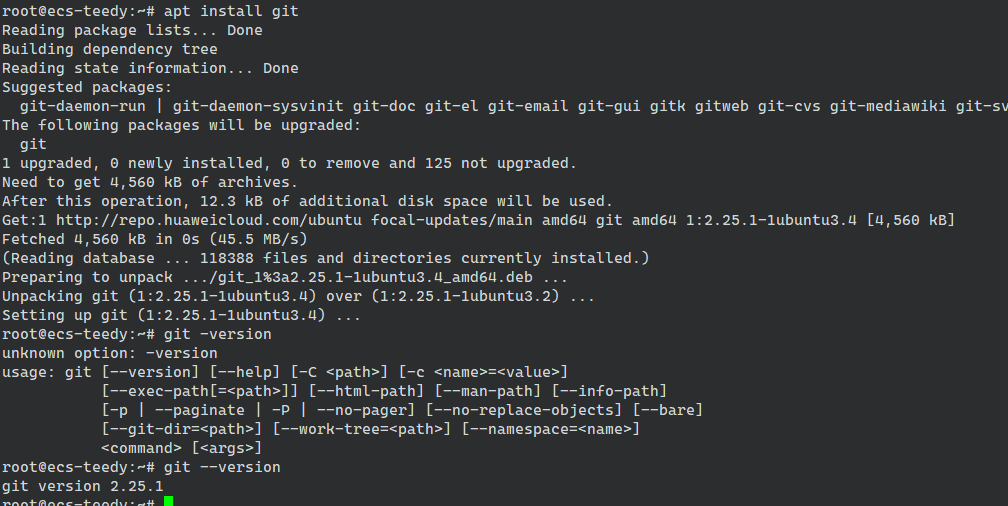 root@ecs-teedy:~# apt install git
Reading package lists... Done
Building dependency tree
Reading state information... Done
Suggested packages:
  git-daemon-run | git-daemon-sysvinit git-doc git-el git-email git-gui gitk gitweb git-cvs git-mediawiki git-sv
The following packages will be upgraded:
  git
1 upgraded, 0 newly installed, 0 to remove and 125 not upgraded.
Need to get 4,560 kB of archives.
After this operation, 12.3 kB of additional disk space will be used.
Get:1 http://repo.huaweicloud.com/ubuntu focal-updates/main amd64 git amd64 1:2.25.1-1ubuntu3.4 [4,560 kB]
Fetched 4,560 kB in 0s (45.5 MB/s)
(Reading database ... 118388 files and directories currently installed.)
Preparing to unpack .../git_1%3a2.25.1-1ubuntu3.4_amd64.deb ...
Unpacking git (1:2.25.1-1ubuntu3.4) over (1:2.25.1-1ubuntu3.2) ...
Setting up git (1:2.25.1-1ubuntu3.4) ...
root@ecs-teedy:~# git -version
unknown option: -version
usage: git [--version] [--help] [-C <path>] [-c <name>=<value>]
           [--exec-path[=<path>]] [--html-path] [--man-path] [--info-path]
           [-p | --paginate | -P | --no-pager] [--no-replace-objects] [--bare]
           [--git-dir=<path>] [--work-tree=<path>] [--namespace=<name>]
           <command> [<args>]
root@ecs-teedy:~# git --version
git version 2.25.1
root@ecs-teedy:~#